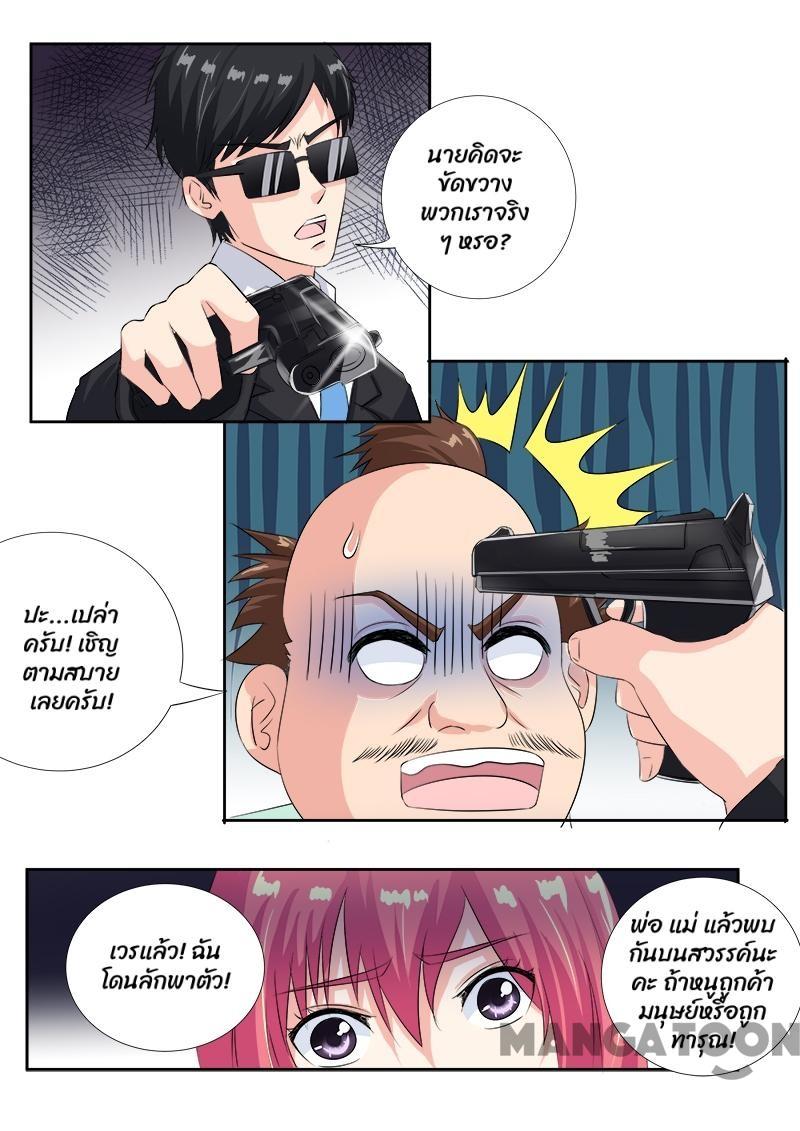 นายคิดจะ
ขัดขวาง
พวกเราจริง
ๆ หรอ?
ปะ...เปล่า
ครับ! เชิญ
ตามสบาย
เลยครับ!
เวรแล้ว! ฉัน
โดนลักพาตัว!
พ่อ แม่ แล้วพบ
กันบนสวรรค์นะ
คะ ถ้าหนูถูกค้า
มนุษย์หรือถูก
ทารุณ!
MANGATOON